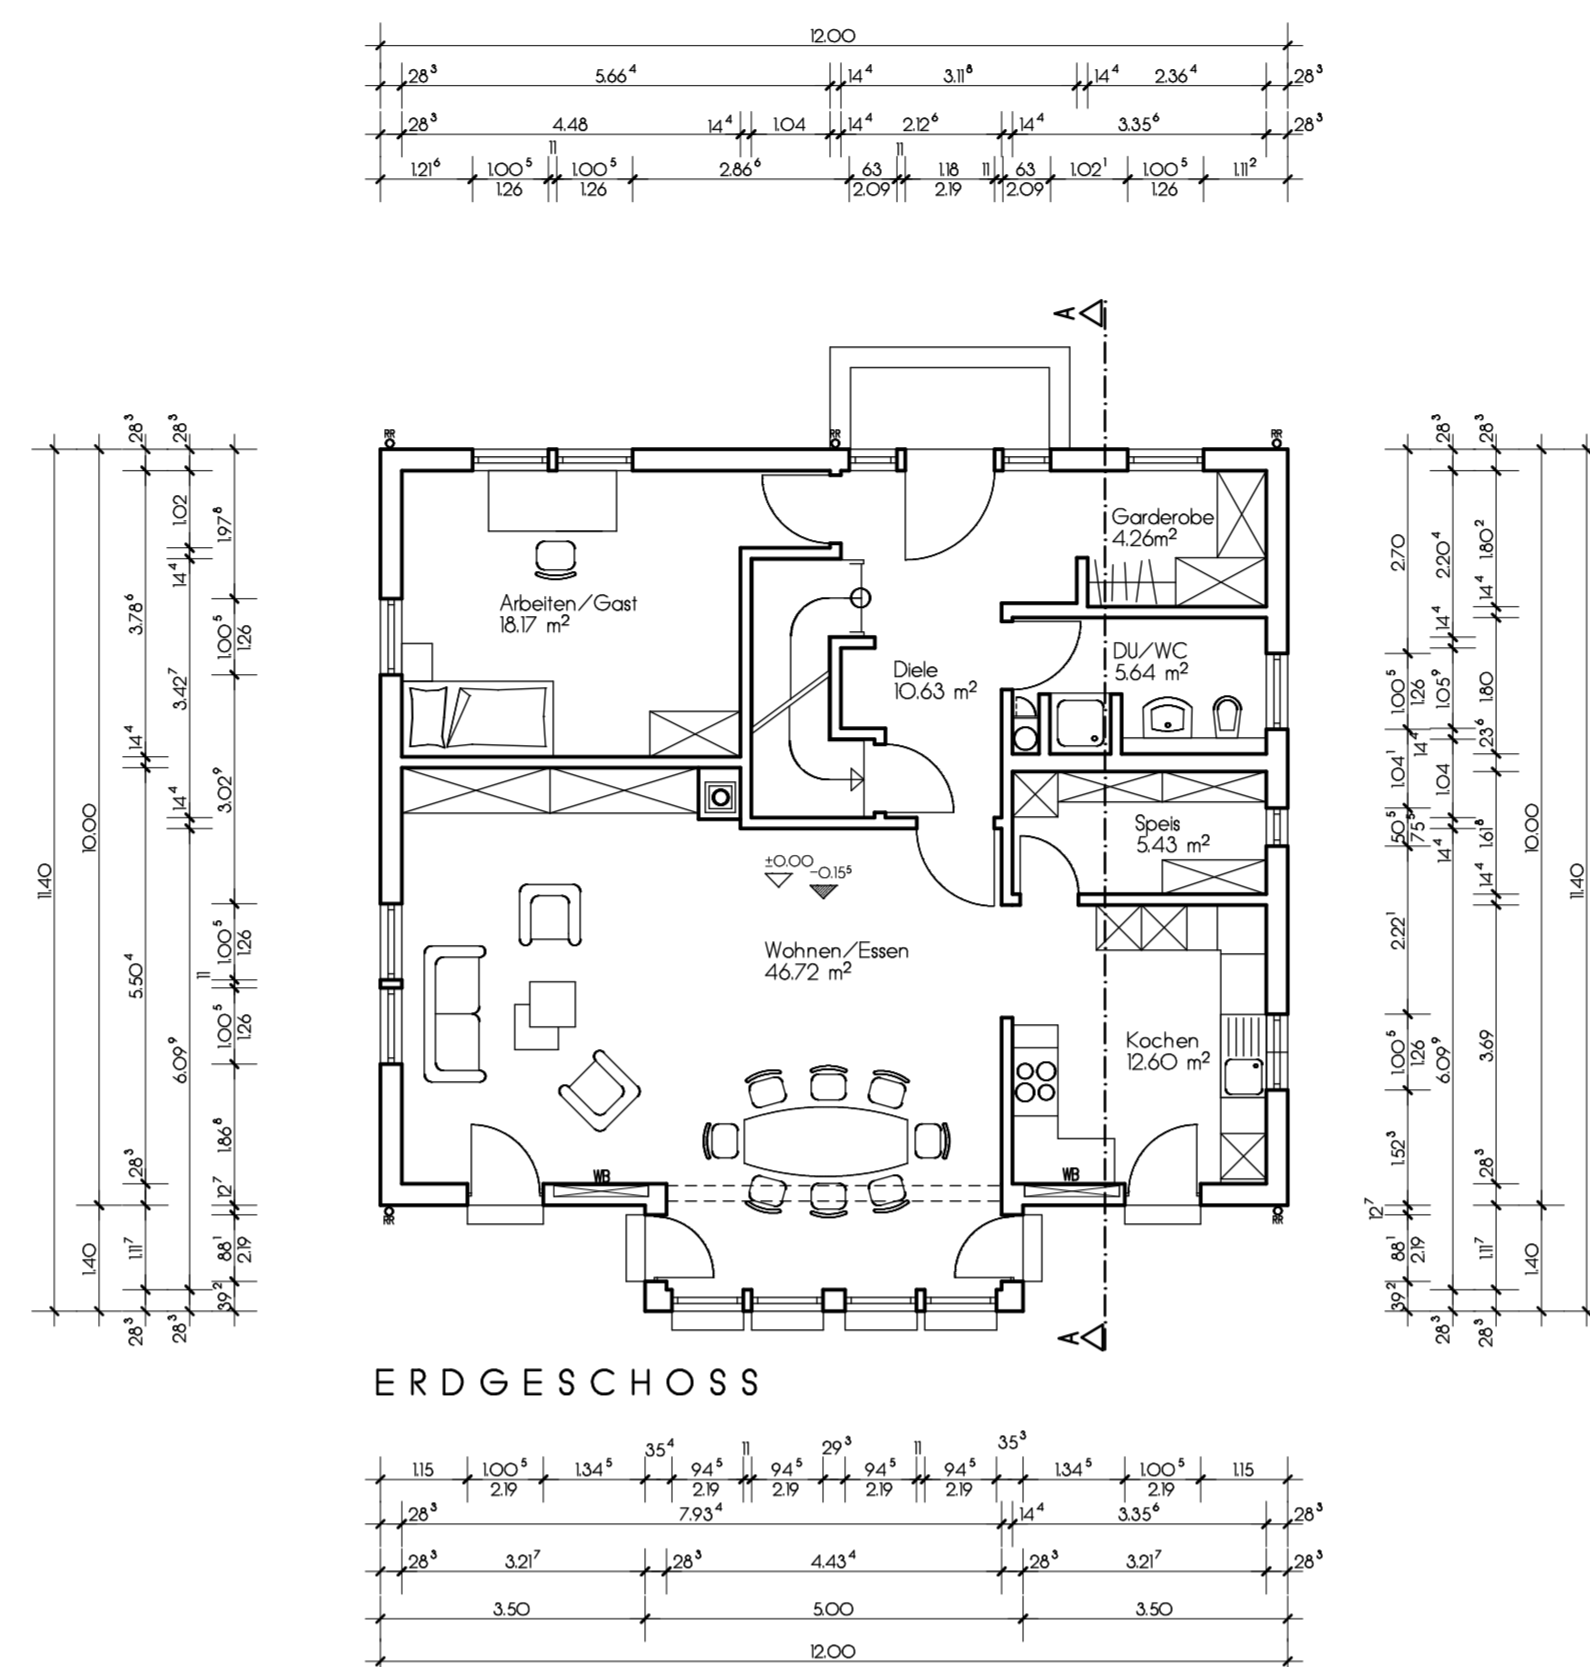 12.00
28³ 5.66⁴ 14⁴ 3.11⁸ 14⁴ 2.36⁴ 28³
28³ 4.48 14⁴ 1.04 14⁴ 2.12⁶ 14⁴ 3.35⁶ 28³
11 11
1.21⁶ 1.00⁵ 1.00⁵ 2.86⁶ 63 1.18 11 63 1.02¹ 1.00⁵ 1.11²
1.26 1.26 2.09 2.19 2.09 1.26
A
RR RR RR
Garderobe
4.26m²
Arbeiten/Gast
18.17 m²
DU/WC
5.64 m²
Diele
10.63 m²
Speis
5.43 m²
±0.00
-0.15⁵
Wohnen/Essen
46.72 m²
Kochen
12.60 m²
WB WB
RR RR
A
11.40
10.00 1.40
28³ 3.78⁶ 14⁴ 5.50⁴ 28³ 1.11⁷ 28³
28³ 1.02 14⁴ 3.42⁷ 14⁴ 6.09⁹ 28³
1.97⁸ 1.00⁵ 3.02⁹ 1.00⁵ 11 1.00⁵ 1.86⁸ 12⁷ 88¹ 39²
1.26 1.26 1.26 2.19
2.70 1.00⁵ 1.04¹ 50⁵ 2.22¹ 1.00⁵ 1.52³ 12⁷ 88¹ 39²
1.26 75⁵ 1.26 2.19
28³ 2.20⁴ 14⁴ 1.05⁹ 14⁴ 1.04 14⁴ 6.09⁹ 28³
28³ 1.80² 14⁴ 1.80 23⁶ 1.61⁸ 14⁴ 3.69 28³ 1.11⁷ 28³
10.00 1.40
11.40
ERDGESCHOSS
35⁴ 11 29³ 11 35³
1.15 1.00⁵ 1.34⁵ 94⁵ 94⁵ 94⁵ 94⁵ 1.34⁵ 1.00⁵ 1.15
2.19 2.19 2.19 2.19 2.19 2.19
28³ 7.93⁴ 14⁴ 3.35⁶ 28³
28³ 3.21⁷ 28³ 4.43⁴ 28³ 3.21⁷ 28³
3.50 5.00 3.50
12.00